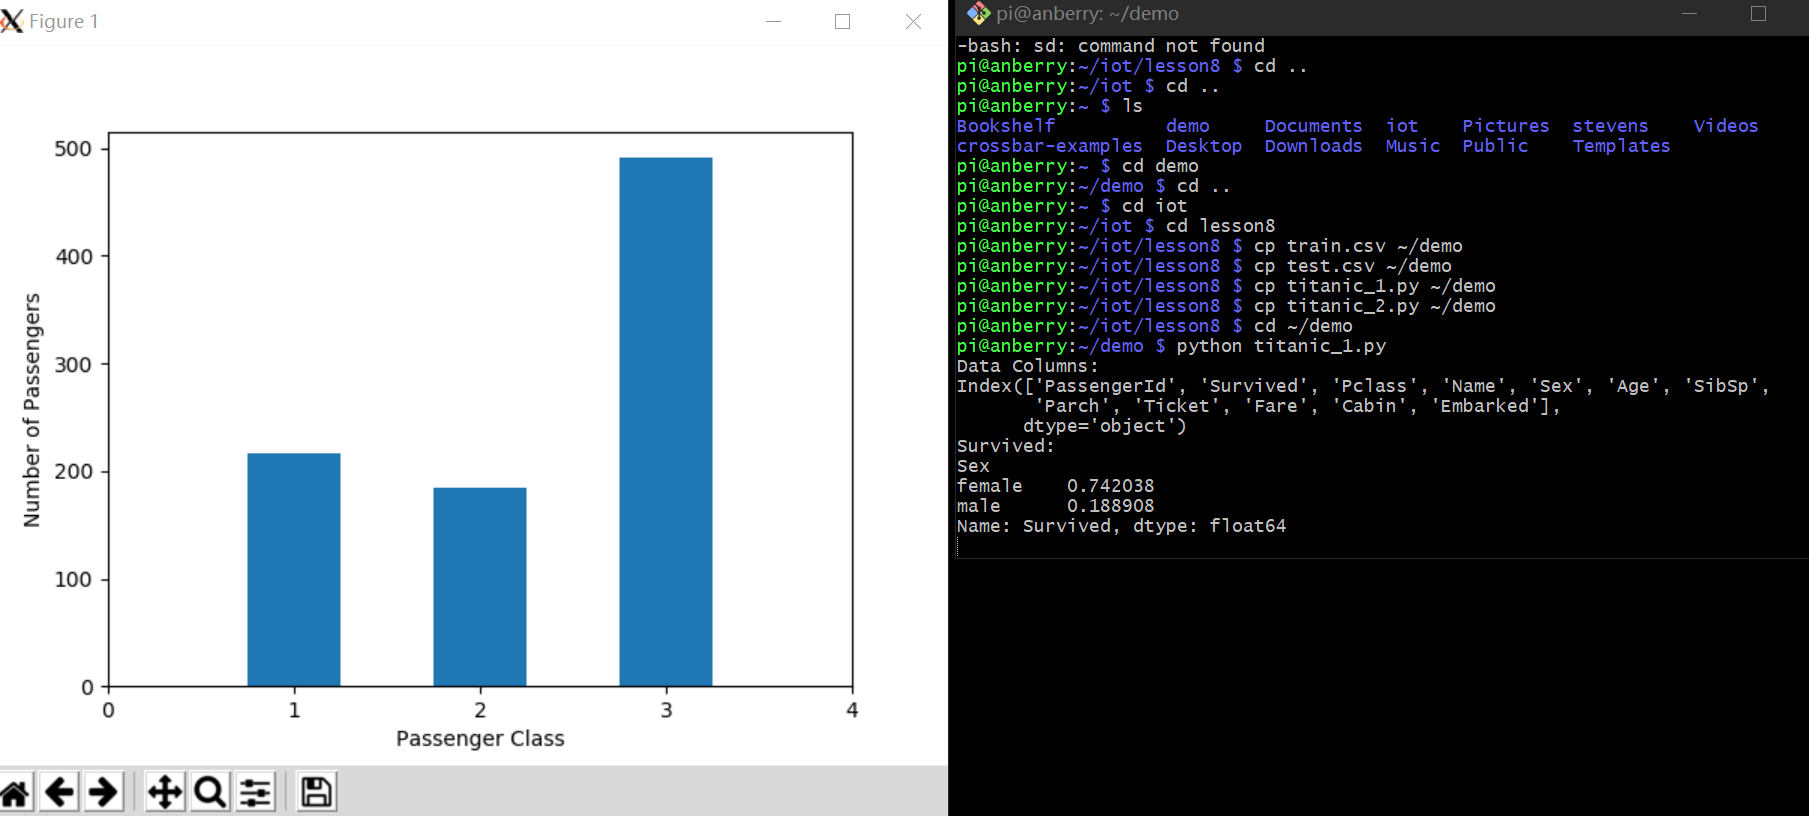 Figure 1
500
400
300
200
100
0
0 1 2 3 4
Number of Passengers
Passenger Class
pi@anberry: ~/demo
-bash: sd: command not found
pi@anberry:~/iot/lesson8 $ cd ..
pi@anberry:~/iot $ cd ..
pi@anberry:~ $ ls
Bookshelf demo Documents iot Pictures stevens Videos
crossbar-examples Desktop Downloads Music Public Templates
pi@anberry:~ $ cd demo
pi@anberry:~/demo $ cd ..
pi@anberry:~ $ cd iot
pi@anberry:~/iot $ cd lesson8
pi@anberry:~/iot/lesson8 $ cp train.csv ~/demo
pi@anberry:~/iot/lesson8 $ cp test.csv ~/demo
pi@anberry:~/iot/lesson8 $ cp titanic_1.py ~/demo
pi@anberry:~/iot/lesson8 $ cp titanic_2.py ~/demo
pi@anberry:~/iot/lesson8 $ cd ~/demo
pi@anberry:~/demo $ python titanic_1.py
Data Columns:
Index(['PassengerId', 'Survived', 'Pclass', 'Name', 'Sex', 'Age', 'SibSp',
'Parch', 'Ticket', 'Fare', 'Cabin', 'Embarked'],
dtype='object')
Survived:
Sex
female 0.742038
male 0.188908
Name: Survived, dtype: float64